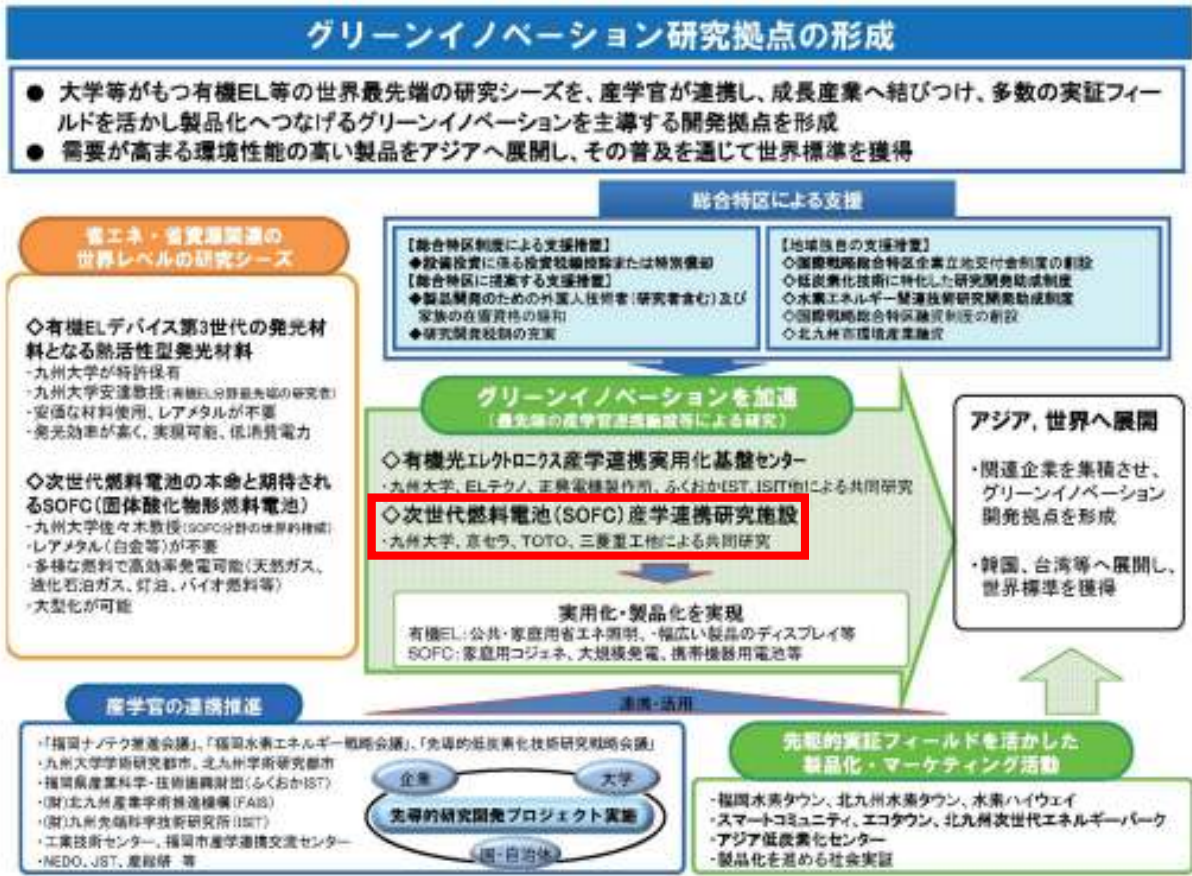 グリーンイノベーション研究拠点の形成
● 大学等がもつ有機EL等の世界最先端の研究シーズを、産学官が連携し、成長産業へ結びつけ、多数の実証フィー
ルドを活かし製品化へつなげるグリーンイノベーションを主導する開発拠点を形成
● 需要が高まる環境性能の高い製品をアジアへ展開し、その普及を通じて世界標準を獲得
総合特区による支援
【総合特区制度による支援措置】
◆設備投資に係る投資税額控除または特別償却
【総合特区に提案する支援措置】
◆製品開発のための外国人技術者(研究者含む)及び
家族の在留資格の緩和
◆研究開発税制の充実
【地域独自の支援措置】
◇国際戦略総合特区企業立地交付金制度の創設
◇低炭素化技術に特化した研究開発助成制度
◇水素エネルギー関連技術研究開発助成制度
◇国際戦略総合特区融資制度の創設
◇北九州市環境産業融資
省エネ・省資源関連の
世界レベルの研究シーズ
◇有機ELデバイス第3世代の発光材
料となる熱活性型発光材料
・九州大学が特許保有
・九州大学安達教授(有機EL分野最先端の研究者)
・安価な材料使用、レアメタルが不要
・発光効率が高く、実現可能、低消費電力
◇次世代燃料電池の本命と期待され
るSOFC(固体酸化物形燃料電池)
・九州大学佐々木教授(SOFC分野の世界的権威)
・レアメタル(白金等)が不要
・多様な燃料で高効率発電可能(天然ガス、
液化石油ガス、灯油、バイオ燃料等)
・大型化が可能
グリーンイノベーションを加速
(最先端の産学官連携施設等による研究)
◇有機光エレクトロニクス産学連携実用化基盤センター
・九州大学、ELテクノ、正興電機製作所、ふくおかIST、ISIT他による共同研究
◇次世代燃料電池(SOFC)産学連携研究施設
・九州大学、京セラ、TOTO、三菱重工他による共同研究
実用化・製品化を実現
有機EL:公共・家庭用省エネ照明、・幅広い製品のディスプレイ等
SOFC:家庭用コジェネ、大規模発電、携帯機器用電池等
アジア,世界へ展開
・関連企業を集積させ、
グリーンイノベーション
開発拠点を形成
・韓国、台湾等へ展開し、
世界標準を獲得
産学官の連携推進
連携・活用
・「福岡ナノテク推進会議」、「福岡水素エネルギー戦略会議」、「先導的低炭素化技術研究戦略会議」
・九州大学学術研究都市、北九州学術研究都市
・福岡県産業科学・技術振興財団(ふくおかIST)
・(財)北九州産業学術推進機構(FAIS)
・(財)九州先端科学技術研究所(ISIT)
・工業技術センター、福岡市産学連携交流センター
・NEDO、JST、産総研 等
企業
大学
先導的研究開発プロジェクト実施
国・自治体
先駆的実証フィールドを活かした
製品化・マーケティング活動
・福岡水素タウン、北九州水素タウン、水素ハイウェイ
・スマートコミュニティ、エコタウン、北九州次世代エネルギーパーク
・アジア低炭素化センター
・製品化を進める社会実証